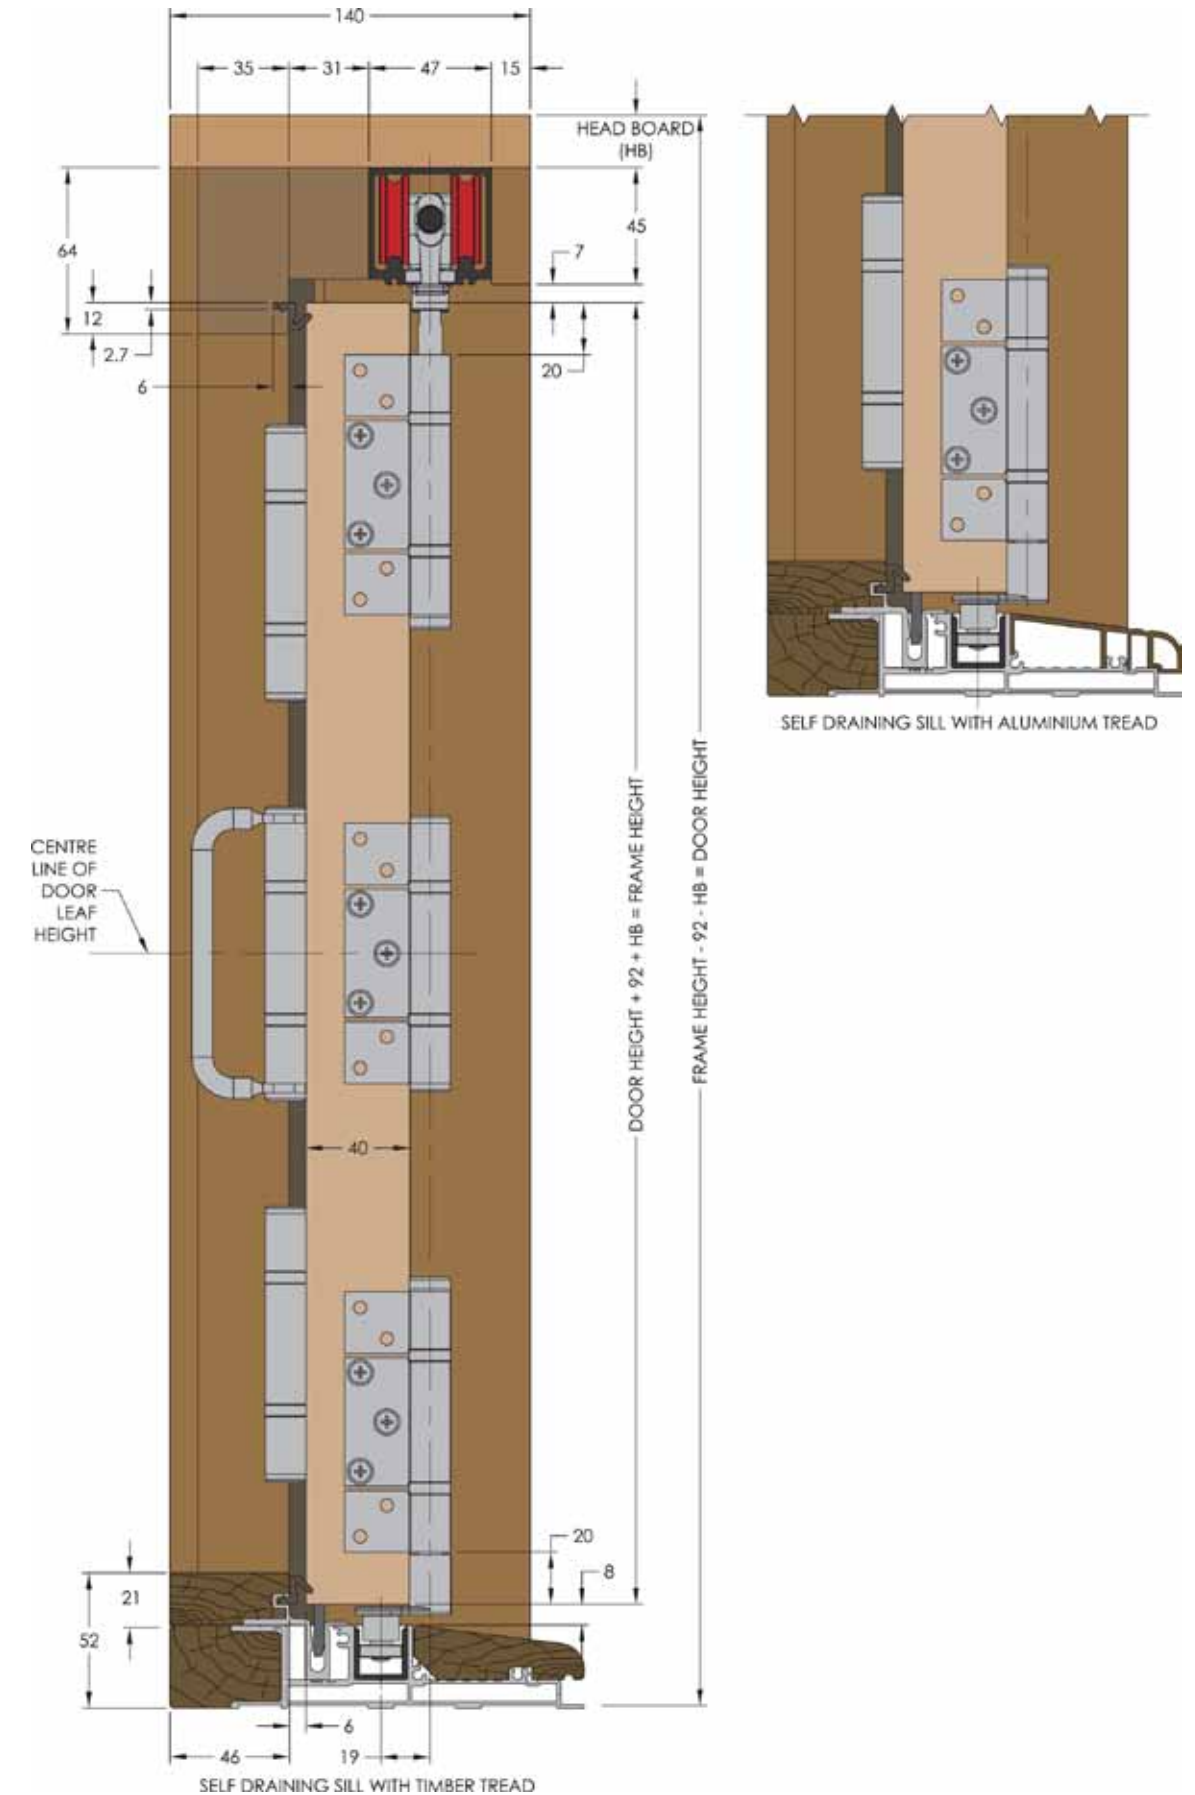 140
35
31
47
15
HEAD BOARD
(HB)
64
45
7
12
2.7
6
20
SELF DRAINING SILL WITH ALUMINIUM TREAD
DOOR HEIGHT + 92 + HB = FRAME HEIGHT
FRAME HEIGHT - 92 - HB = DOOR HEIGHT
CENTRE
LINE OF
DOOR
LEAF
HEIGHT
40
20
8
21
52
6
46
19
SELF DRAINING SILL WITH TIMBER TREAD